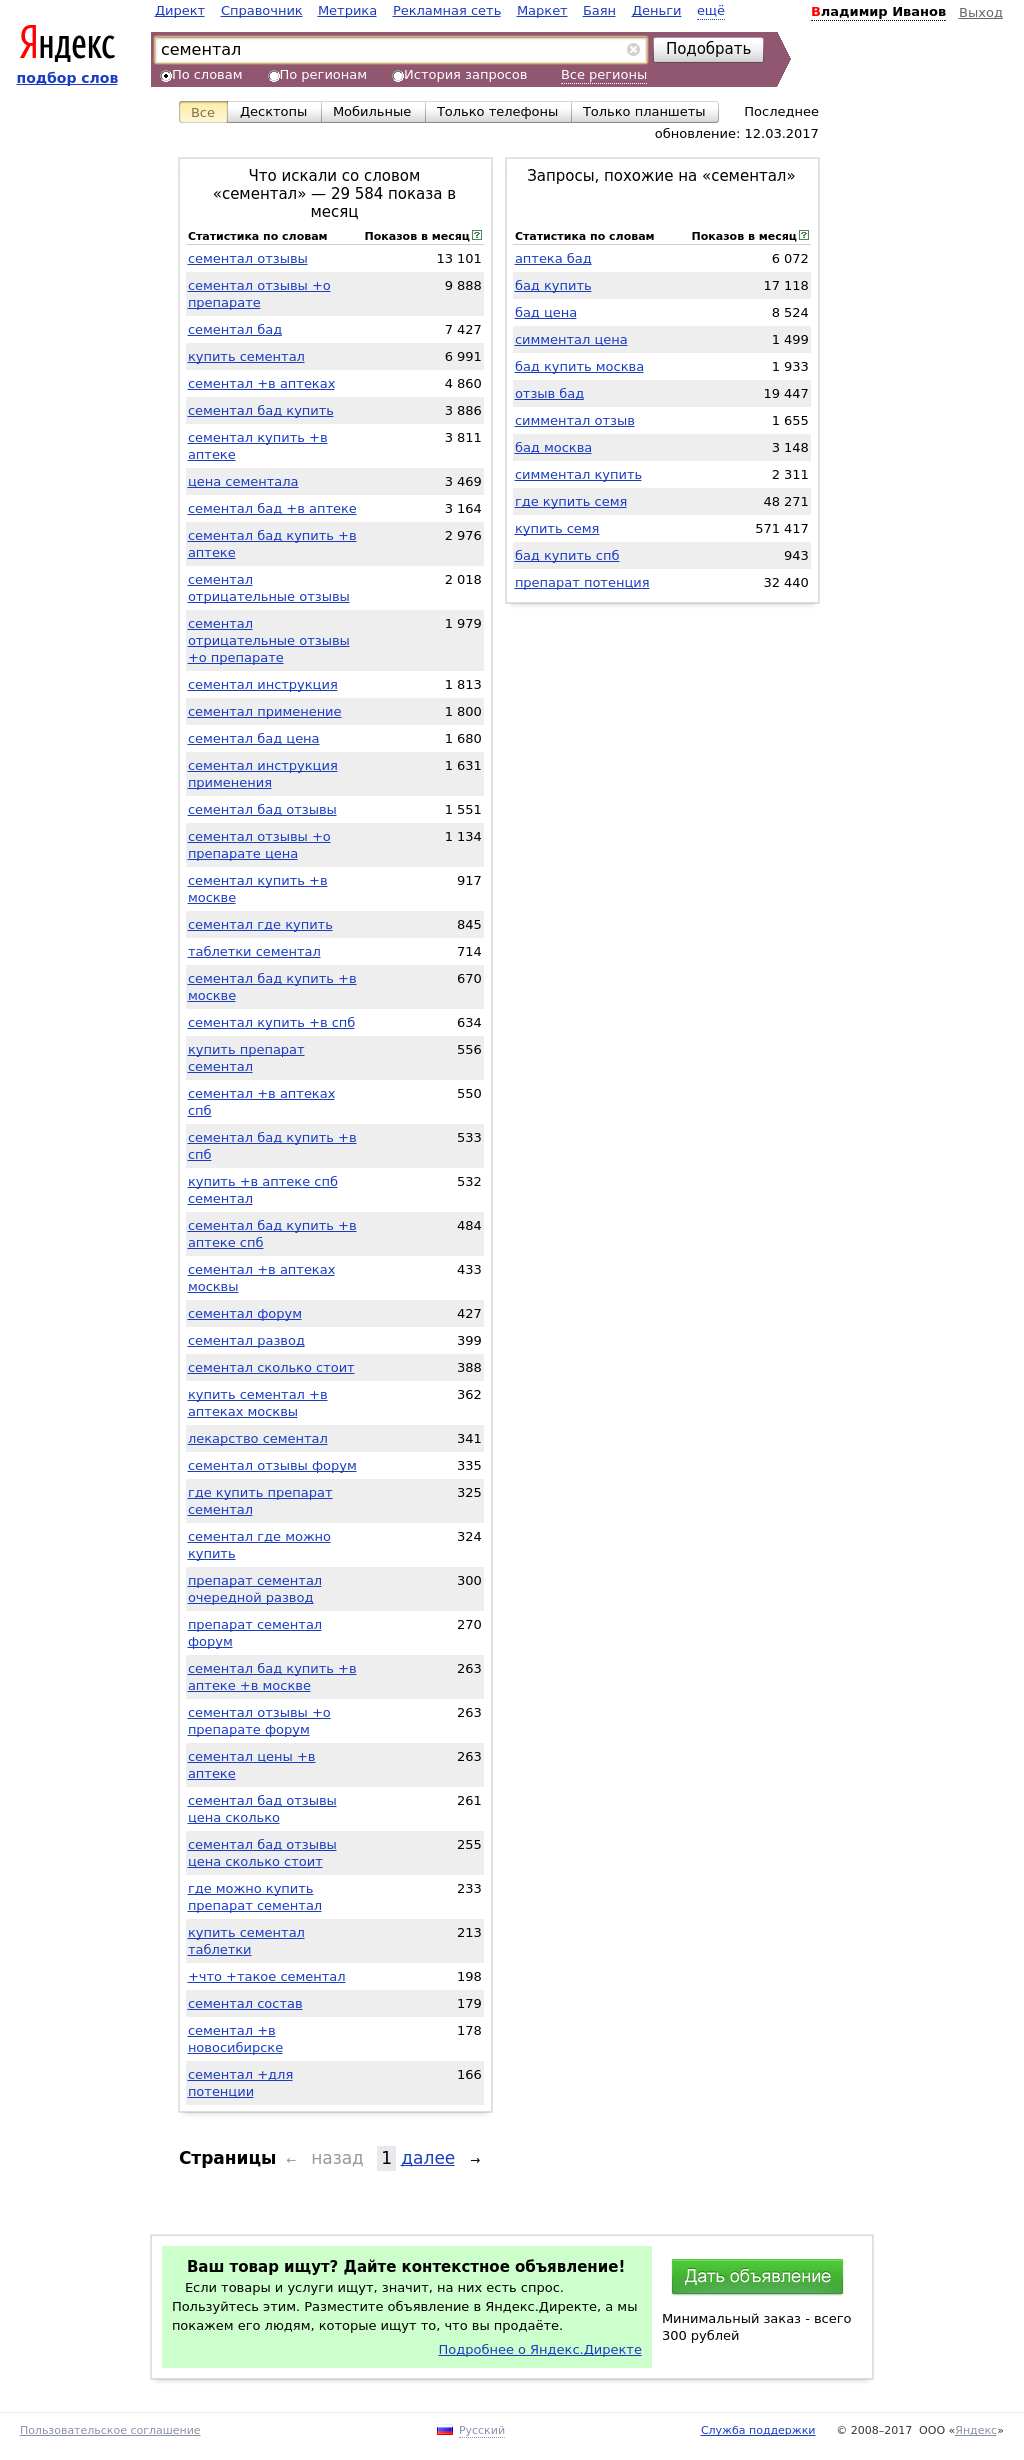 Директ Справочник Метрика Рекламная сеть Маркет Баян Деньги ещё Владимир Иванов Выход
Яндекс
подбор слов
сементал Подобрать
По словам По регионам История запросов Все регионы
Все Десктопы Мобильные Только телефоны Только планшеты Последнее
обновление: 12.03.2017
Что искали со словом
«сементал» — 29 584 показа в
месяц
Статистика по словам Показов в месяц ?
сементал отзывы 13 101
сементал отзывы +о 9 888
препарате
сементал бад 7 427
купить сементал 6 991
сементал +в аптеках 4 860
сементал бад купить 3 886
сементал купить +в 3 811
аптеке
цена сементала 3 469
сементал бад +в аптеке 3 164
сементал бад купить +в 2 976
аптеке
сементал 2 018
отрицательные отзывы
сементал 1 979
отрицательные отзывы
+о препарате
сементал инструкция 1 813
сементал применение 1 800
сементал бад цена 1 680
сементал инструкция 1 631
применения
сементал бад отзывы 1 551
сементал отзывы +о 1 134
препарате цена
сементал купить +в 917
москве
сементал где купить 845
таблетки сементал 714
сементал бад купить +в 670
москве
сементал купить +в спб 634
купить препарат 556
сементал
сементал +в аптеках 550
спб
сементал бад купить +в 533
спб
купить +в аптеке спб 532
сементал
сементал бад купить +в 484
аптеке спб
сементал +в аптеках 433
москвы
сементал форум 427
сементал развод 399
сементал сколько стоит 388
купить сементал +в 362
аптеках москвы
лекарство сементал 341
сементал отзывы форум 335
где купить препарат 325
сементал
сементал где можно 324
купить
препарат сементал 300
очередной развод
препарат сементал 270
форум
сементал бад купить +в 263
аптеке +в москве
сементал отзывы +о 263
препарате форум
сементал цены +в 263
аптеке
сементал бад отзывы 261
цена сколько
сементал бад отзывы 255
цена сколько стоит
где можно купить 233
препарат сементал
купить сементал 213
таблетки
+что +такое сементал 198
сементал состав 179
сементал +в 178
новосибирске
сементал +для 166
потенции
Запросы, похожие на «сементал»
Статистика по словам Показов в месяц ?
аптека бад 6 072
бад купить 17 118
бад цена 8 524
симментал цена 1 499
бад купить москва 1 933
отзыв бад 19 447
симментал отзыв 1 655
бад москва 3 148
симментал купить 2 311
где купить семя 48 271
купить семя 571 417
бад купить спб 943
препарат потенция 32 440
Страницы ← назад 1 далее →
Ваш товар ищут? Дайте контекстное объявление!
Если товары и услуги ищут, значит, на них есть спрос.
Пользуйтесь этим. Разместите объявление в Яндекс.Директе, а мы
покажем его людям, которые ищут то, что вы продаёте.
Подробнее о Яндекс.Директе
Дать объявление
Минимальный заказ - всего
300 рублей
Пользовательское соглашение Русский Служба поддержки © 2008–2017 ООО «Яндекс»